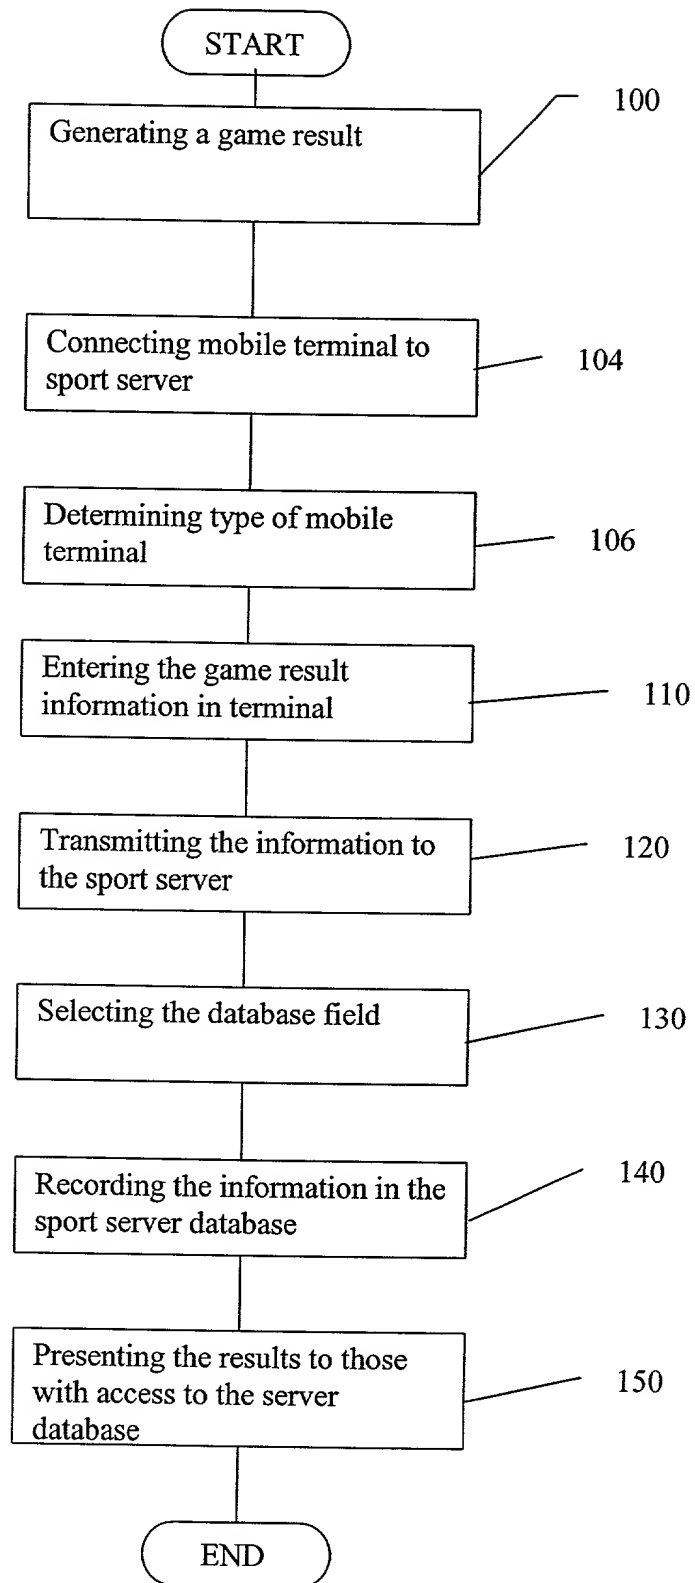 START
100
Generating a game result
Connecting mobile terminal to
sport server
104
Determining type of mobile
terminal
106
Entering the game result
information in terminal
110
Transmitting the information to
the sport server
120
Selecting the database field
130
Recording the information in the
sport server database
140
Presenting the results to those
with access to the server
database
150
END